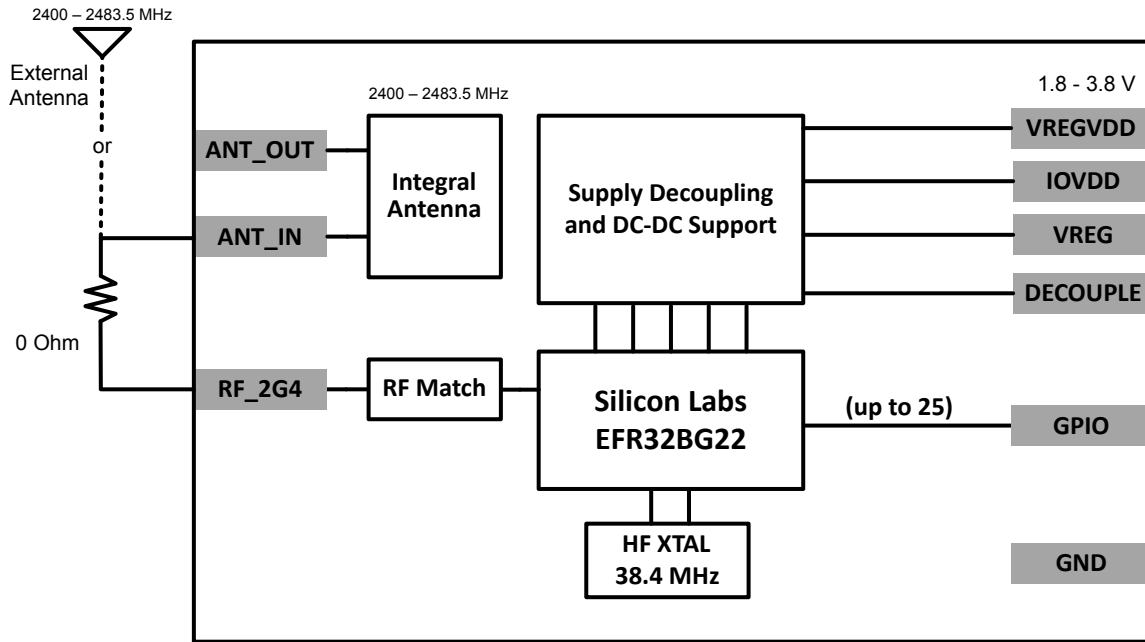 2400 – 2483.5 MHz
External
Antenna
or
0 Ohm
ANT_OUT
ANT_IN
RF_2G4
2400 – 2483.5 MHz
Integral
Antenna
RF Match
Supply Decoupling
and DC-DC Support
Silicon Labs
EFR32BG22
HF XTAL
38.4 MHz
1.8 - 3.8 V
VREGVDD
IOVDD
VREG
DECOUPLE
(up to 25)
GPIO
GND